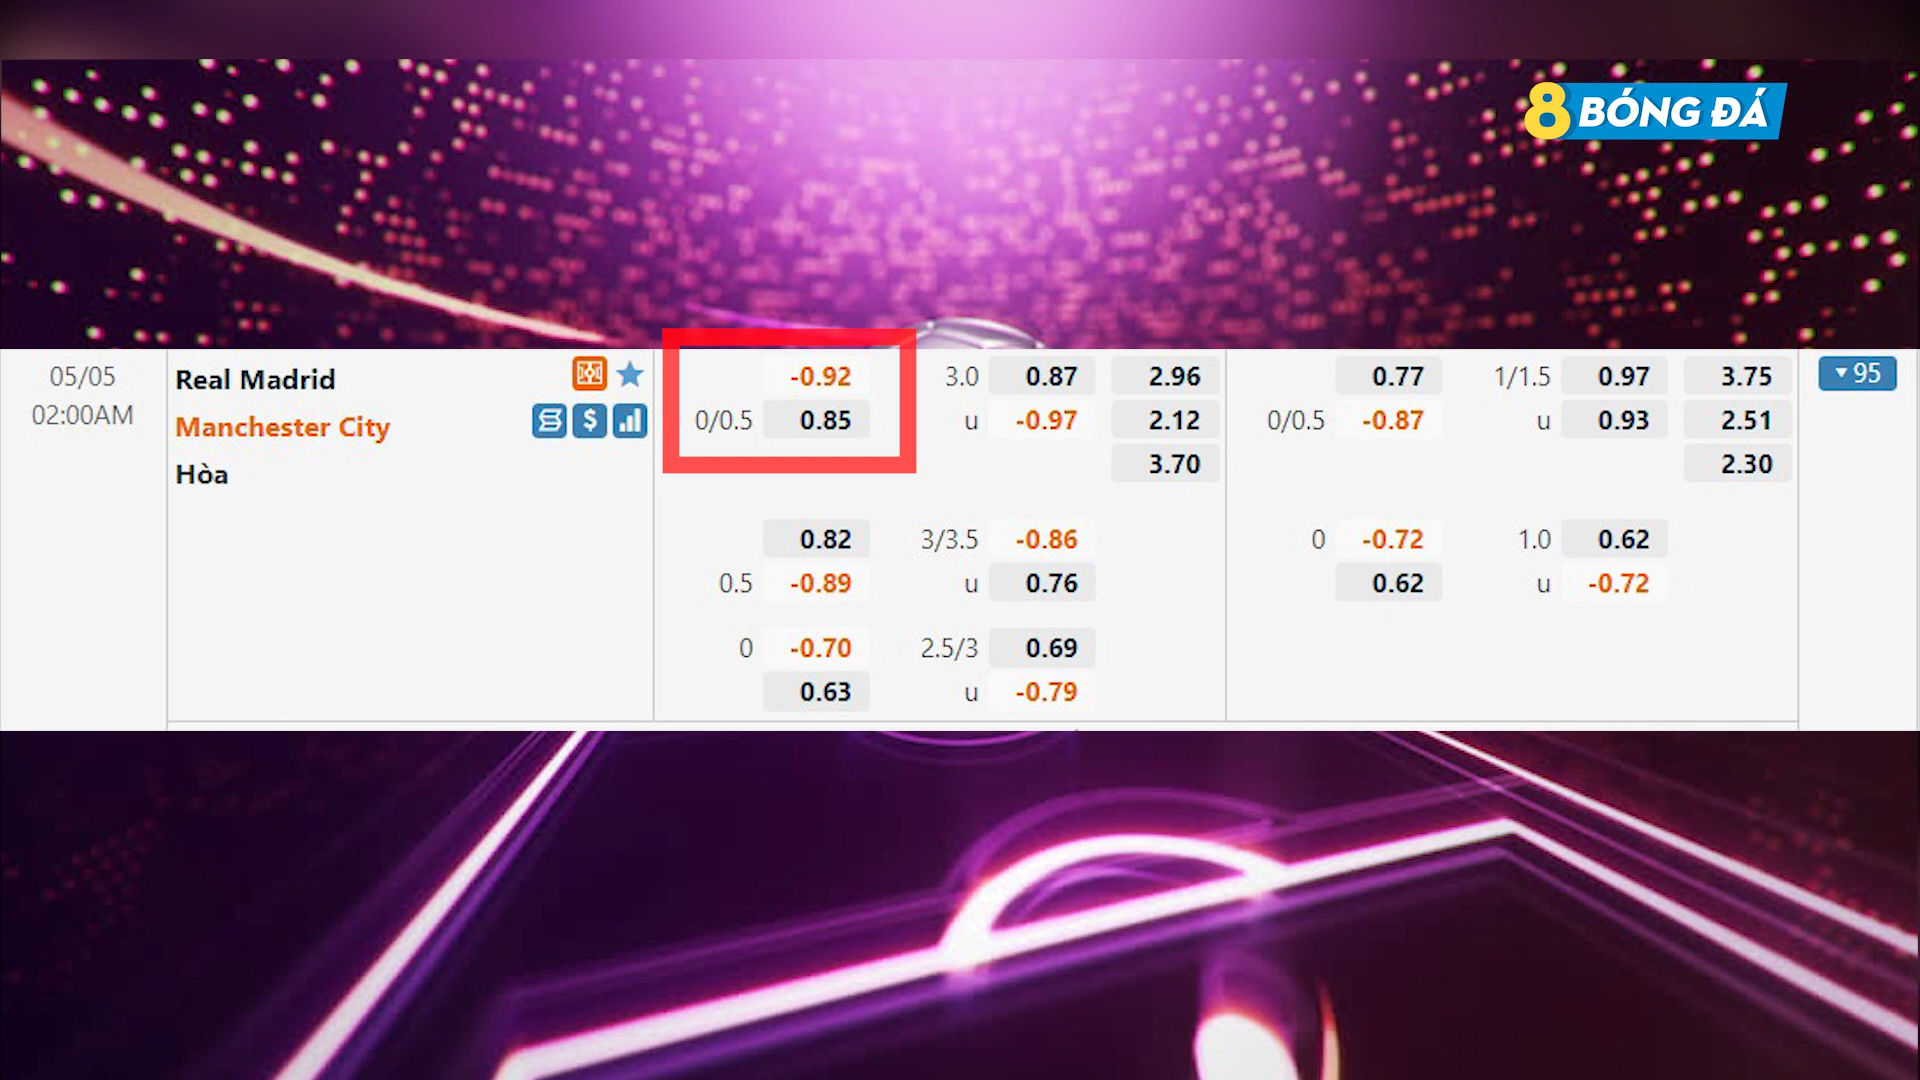 8 BÓNG ĐÁ
05/05 Real Madrid -0.92 3.0 0.87 2.96 0.77 1/1.5 0.97 3.75 95
02:00AM Manchester City $ 0/0.5 0.85 u -0.97 2.12 0/0.5 -0.87 u 0.93 2.51
Hòa 3.70 2.30
0.82 3/3.5 -0.86 0 -0.72 1.0 0.62
0.5 -0.89 u 0.76 0.62 u -0.72
0 -0.70 2.5/3 0.69
0.63 u -0.79